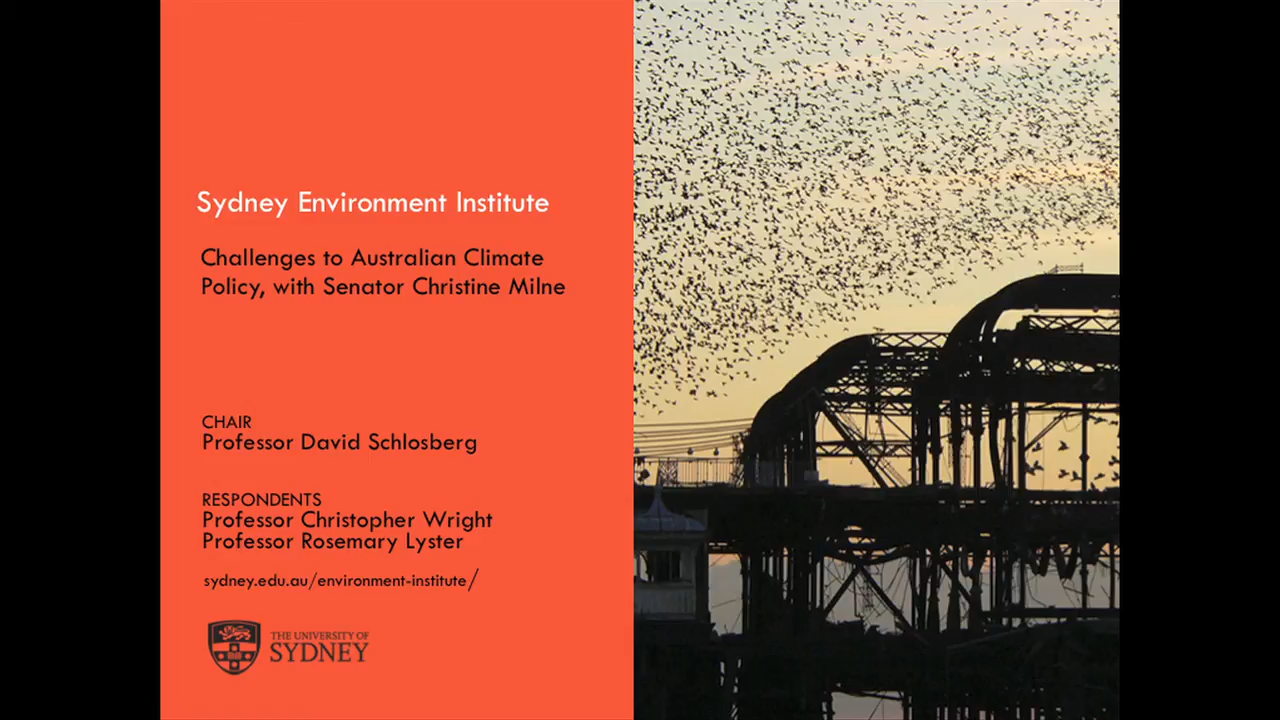 Sydney Environment Institute
Challenges to Australian Climate
Policy, with Senator Christine Milne
CHAIR
Professor David Schlosberg
RESPONDENTS
Professor Christopher Wright
Professor Rosemary Lyster
sydney.edu.au/environment-institute/
THE UNIVERSITY OF
SYDNEY